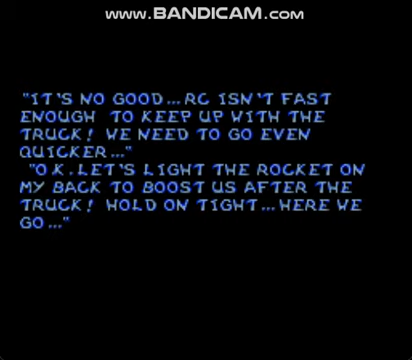 www.BANDICAM.com
"IT'S NO GOOD...RC ISN'T FAST
ENOUGH TO KEEP UP WITH THE
TRUCK! WE NEED TO GO EVEN
QUICKER..."
"OK.LET'S LIGHT THE ROCKET ON
MY BACK TO BOOST US AFTER THE
TRUCK! HOLD ON TIGHT...HERE WE
GO..."